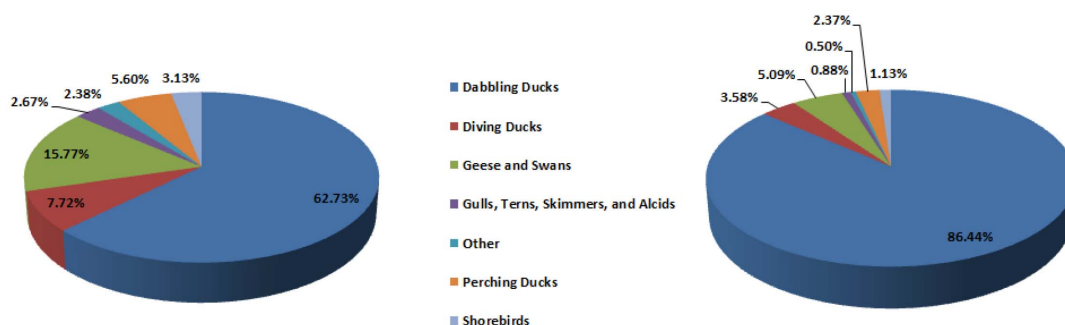 5.60%
3.13%
2.38%
2.67%
15.77%
7.72%
62.73%
Dabbling Ducks
Diving Ducks
Geese and Swans
Gulls, Terns, Skimmers, and Alcids
Other
Perching Ducks
Shorebirds
2.37%
0.50%
0.88%
5.09%
1.13%
3.58%
86.44%